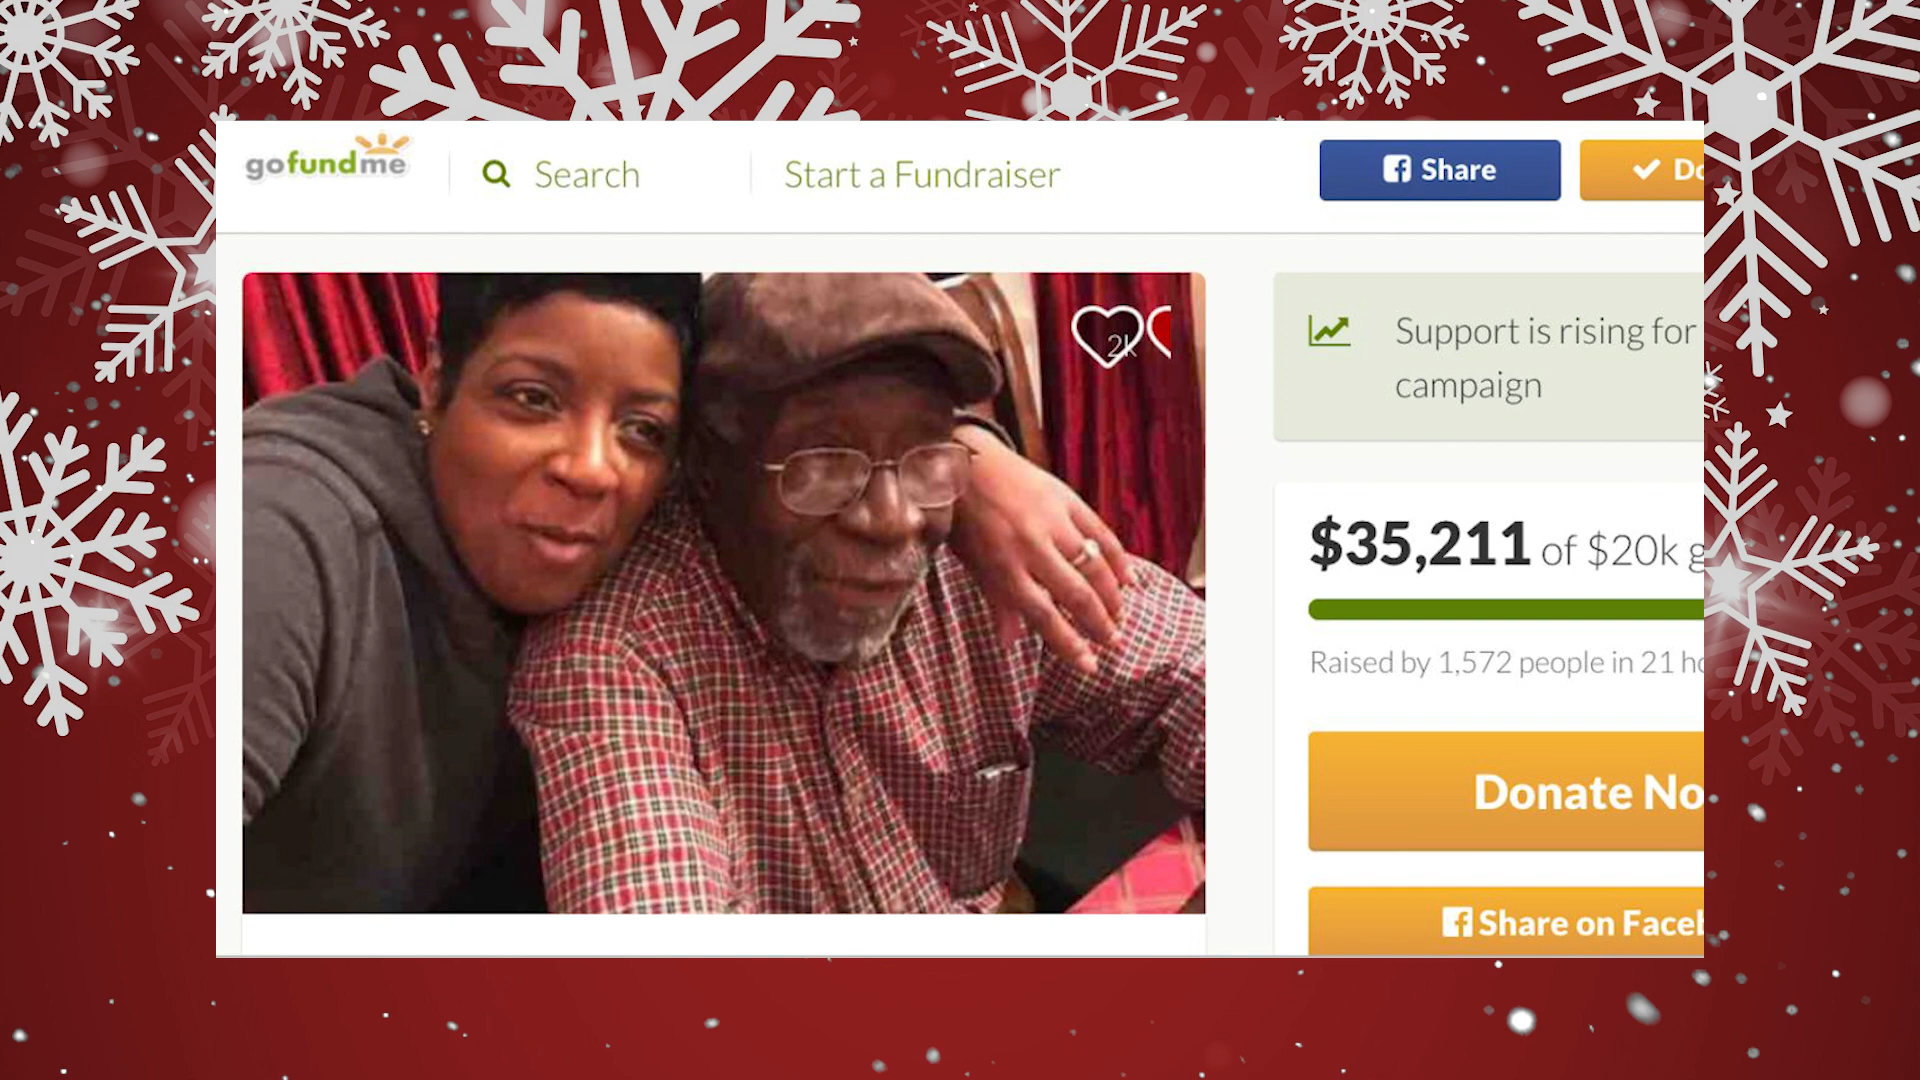 gofundme
Search
Start a Fundraiser
Share
2k
Support is rising for
campaign
$35,211 of $20k
Raised by 1,572 people in 21
Donate
Share on